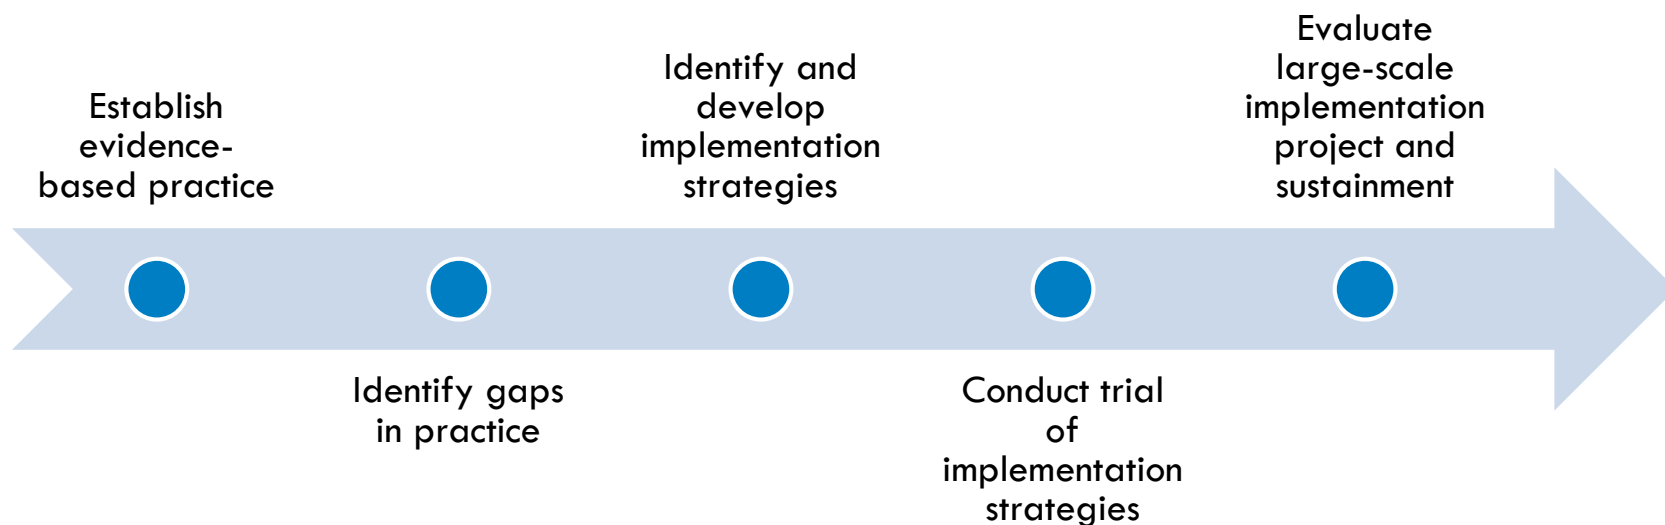 Establish
evidence-
based practice
Identify gaps
in practice
Identify and
develop
implementation
strategies
Conduct trial
of
implementation
strategies
Evaluate
large-scale
implementation
project and
sustainment